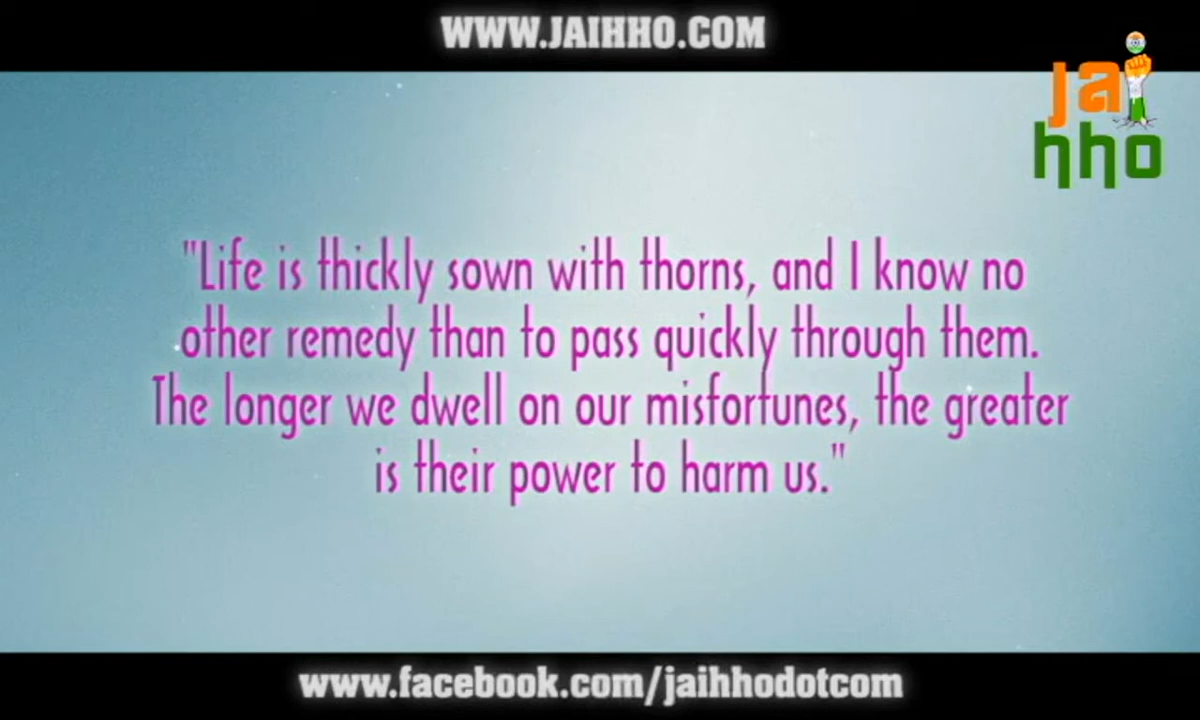 WWW.JAIHHO.COM
jai
hho
"Life is thickly sown with thorns, and I know no
other remedy than to pass quickly through them.
The longer we dwell on our misfortunes, the greater
is their power to harm us."
www.facebook.com/jaihhodotcom